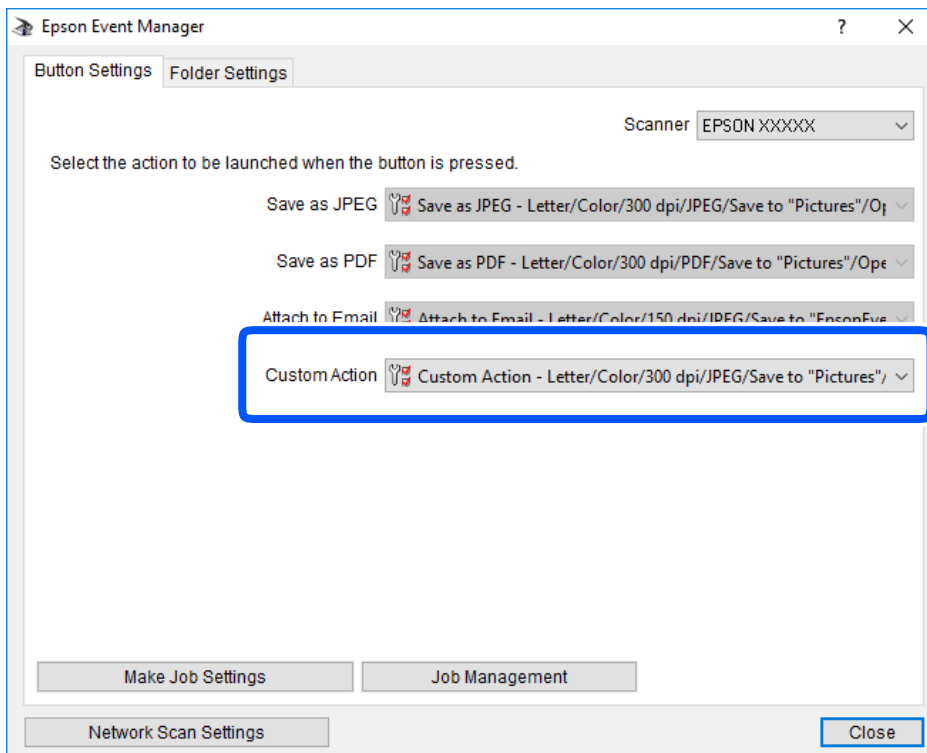 Epson Event Manager
Button Settings
Folder Settings
Scanner EPSON XXXXX
Select the action to be launched when the button is pressed.
Save as JPEG Save as JPEG - Letter/Color/300 dpi/JPEG/Save to "Pictures"/Op
Save as PDF Save as PDF - Letter/Color/300 dpi/PDF/Save to "Pictures"/Ope
Attach to Email Attach to Email - Letter/Color/150 dpi/JPEG/Save to "EpsonEve
Custom Action Custom Action - Letter/Color/300 dpi/JPEG/Save to "Pictures"/
Make Job Settings
Job Management
Network Scan Settings
Close